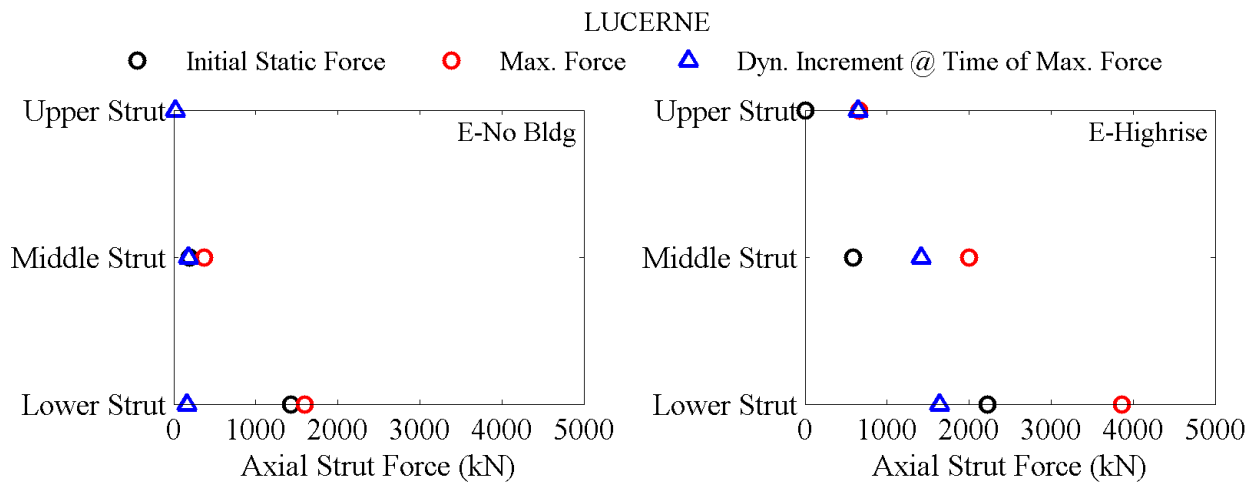 LUCERNE
Initial Static Force Max. Force Dyn. Increment @ Time of Max. Force
Upper Strut
E-No Bldg
Middle Strut
Lower Strut
0 1000 2000 3000 4000 5000
Axial Strut Force (kN)
Upper Strut
E-Highrise
Middle Strut
Lower Strut
0 1000 2000 3000 4000 5000
Axial Strut Force (kN)